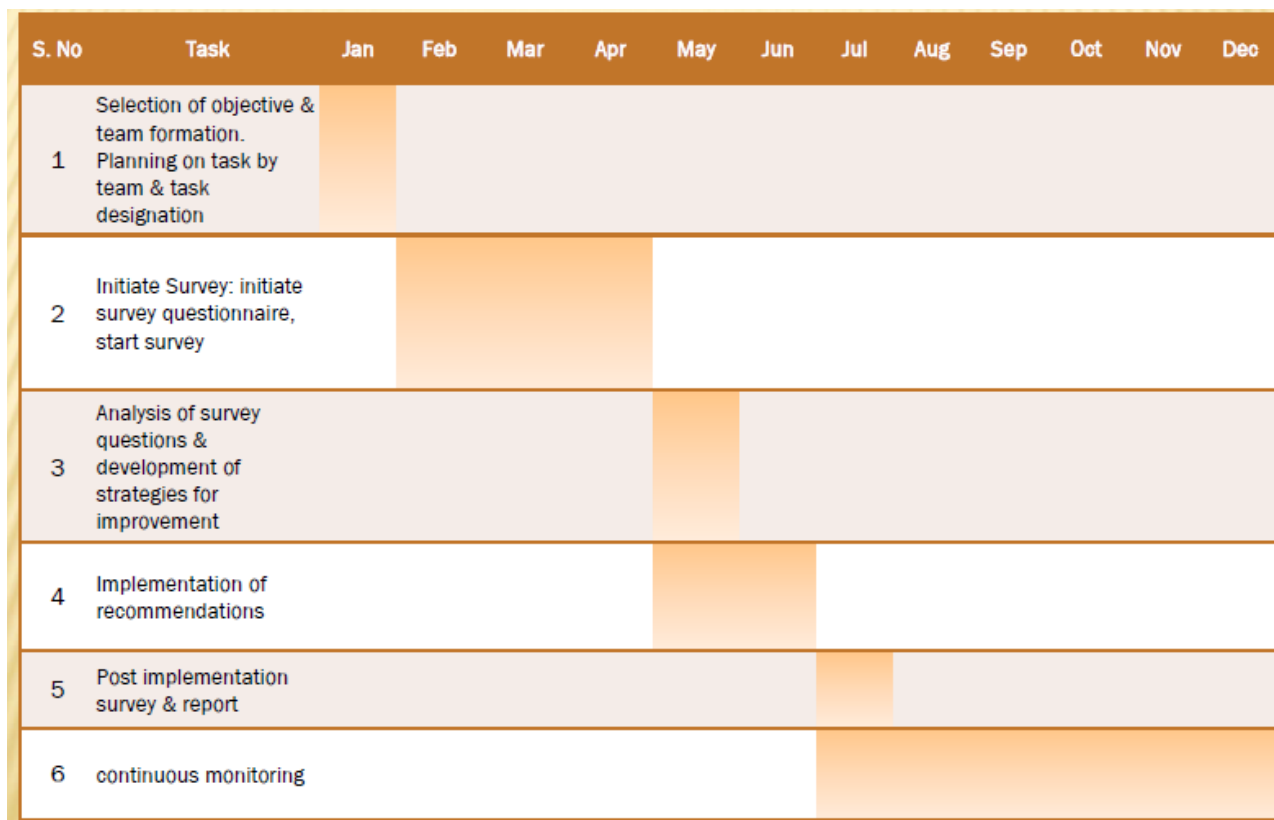 S. No Task Jan Feb Mar Apr May Jun Jul Aug Sep Oct Nov Dec
1
Selection of objective &
team formation.
Planning on task by
team & task
designation
2
Initiate Survey: initiate
survey questionnaire,
start survey
3
Analysis of survey
questions &
development of
strategies for
improvement
4
Implementation of
recommendations
5
Post implementation
survey & report
6 continuous monitoring